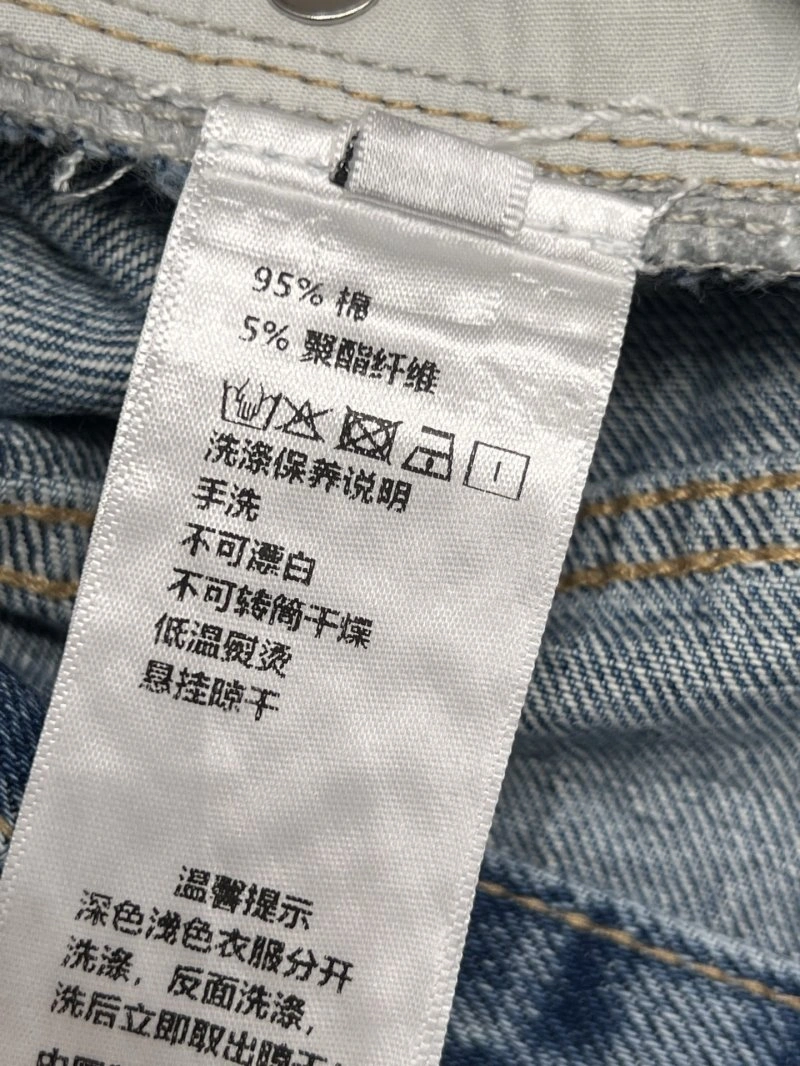 95% 棉
5% 聚酯纤维
洗涤保养说明
手洗
不可漂白
不可转筒干燥
低温熨烫
悬挂晾干
温馨提示
深色浅色衣服分开
洗涤，反面洗涤，
洗后立即取出晾干